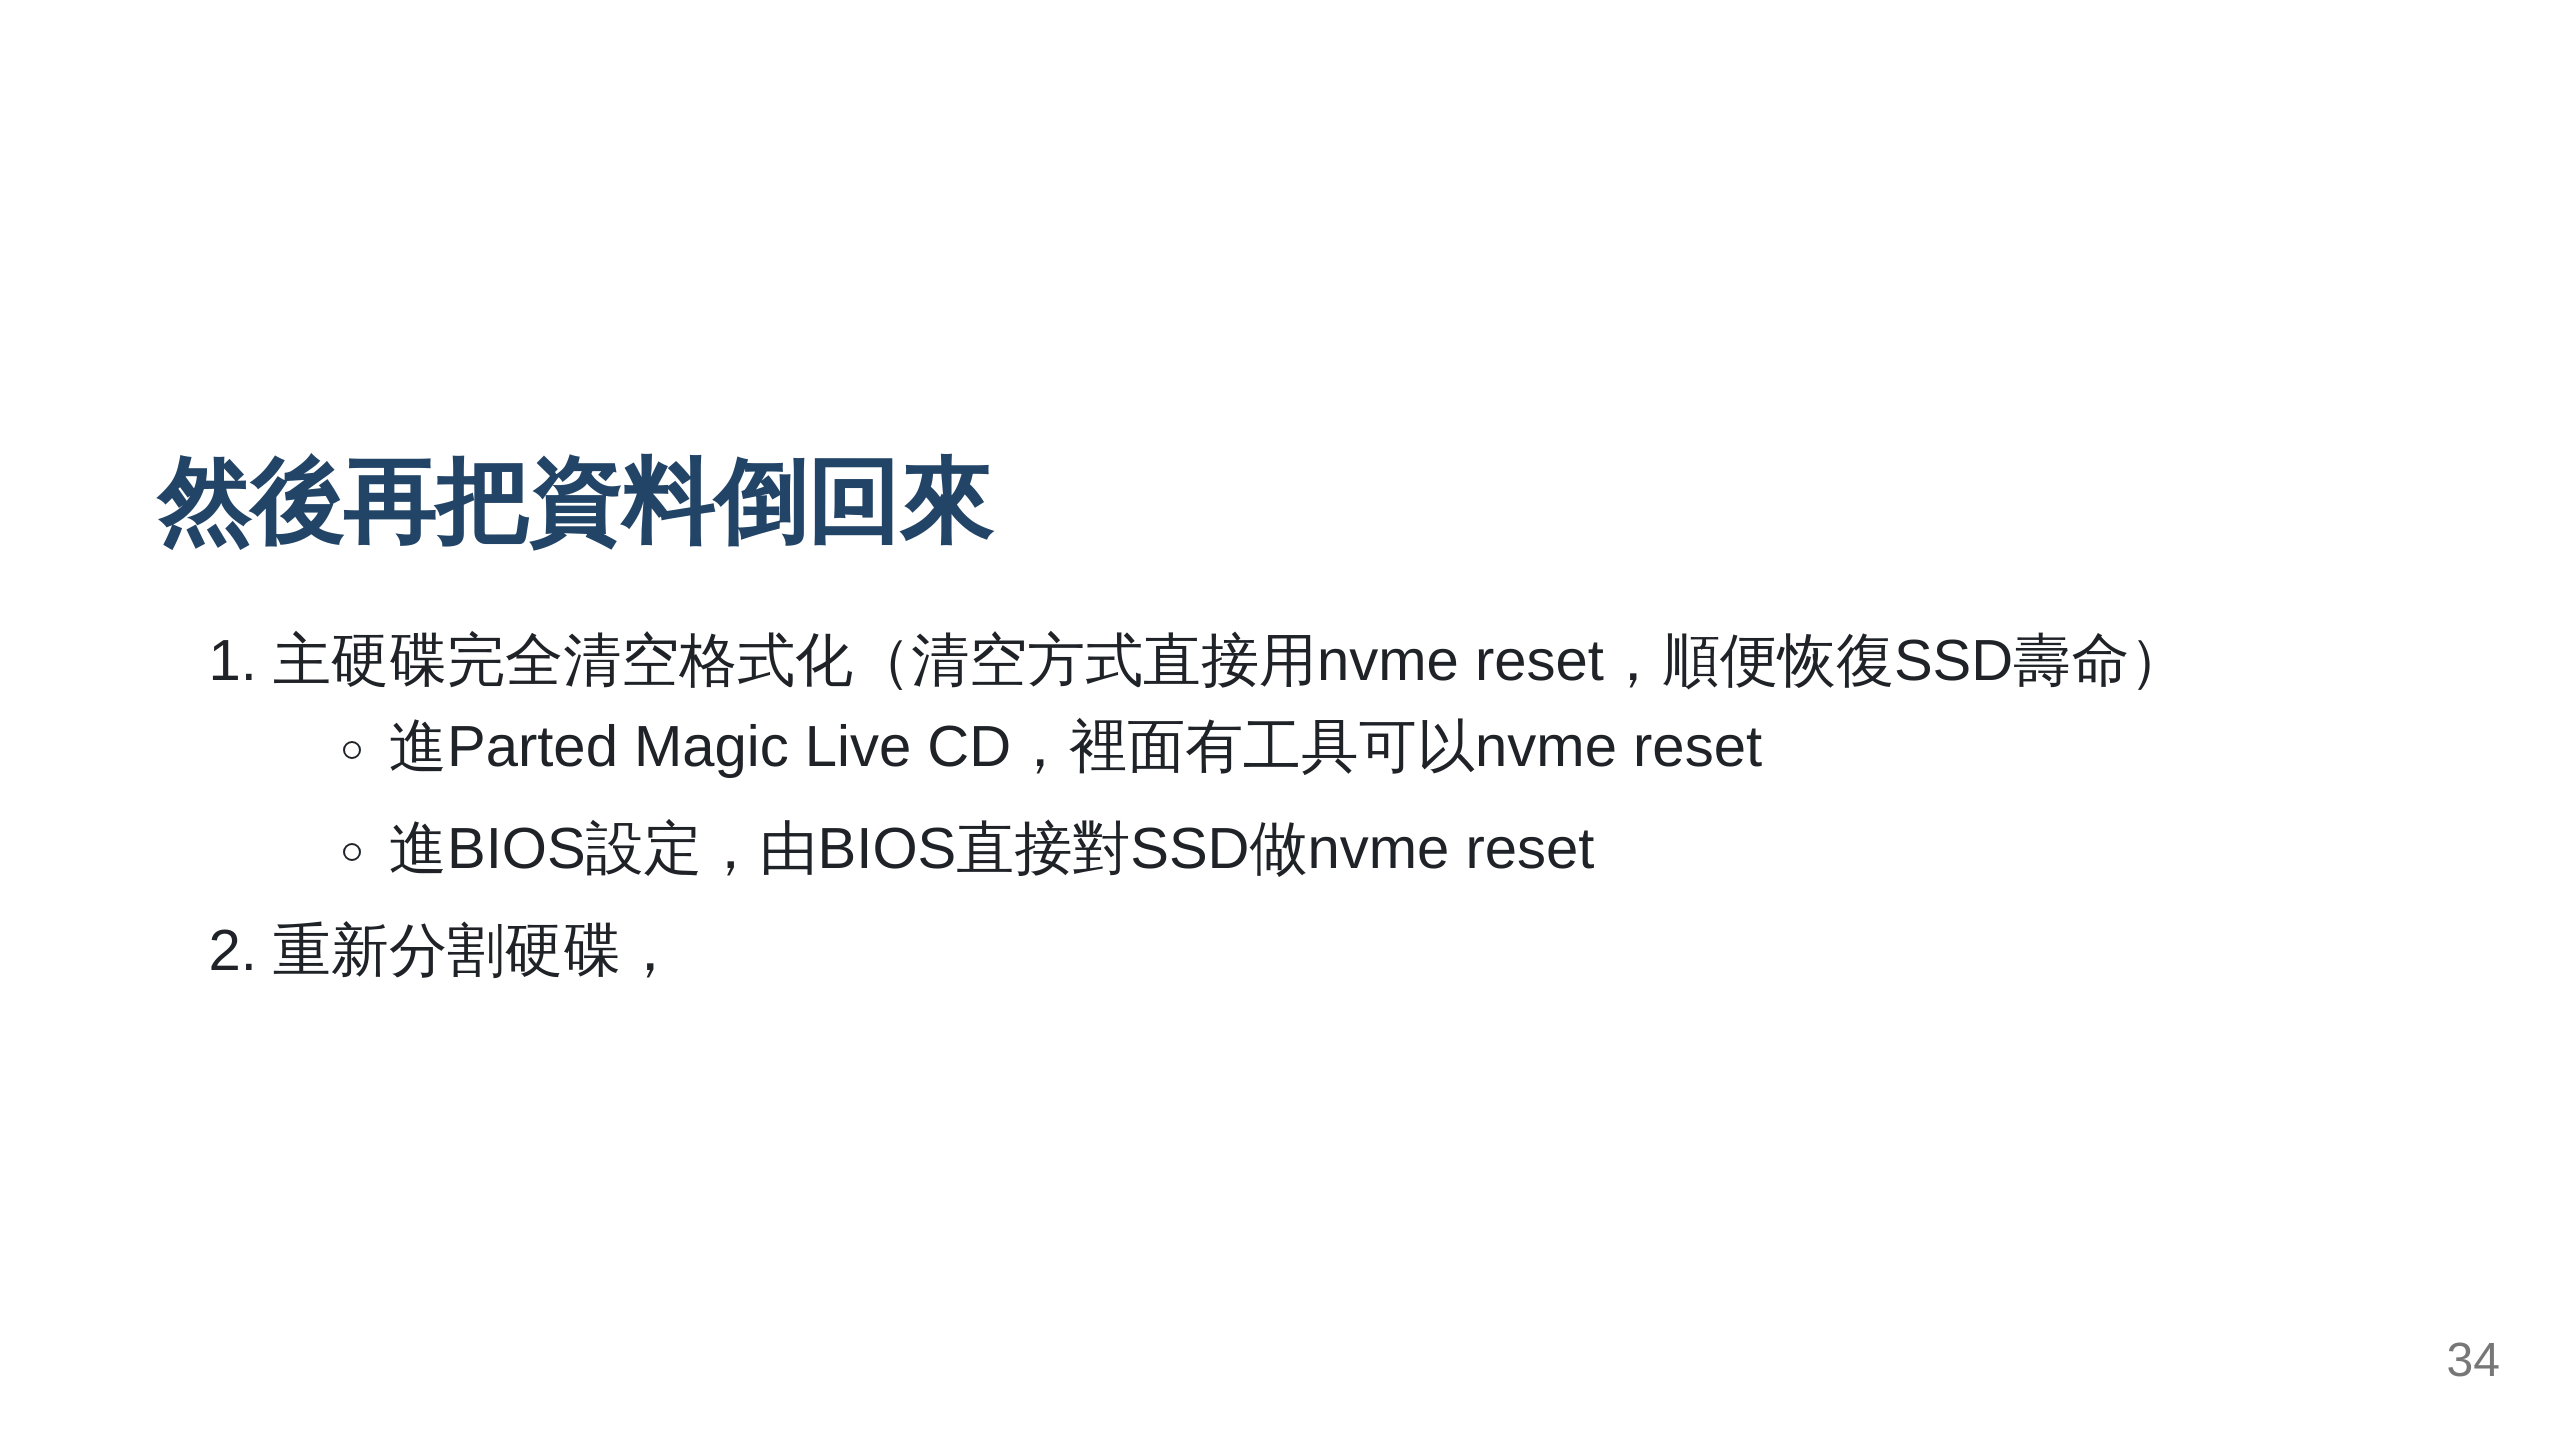 然後再把資料倒回來
1. 主硬碟完全清空格式化（清空方式直接用nvme reset，順便恢復SSD壽命）
○ 進Parted Magic Live CD，裡面有工具可以nvme reset
○ 進BIOS設定，由BIOS直接對SSD做nvme reset
2. 重新分割硬碟，
34